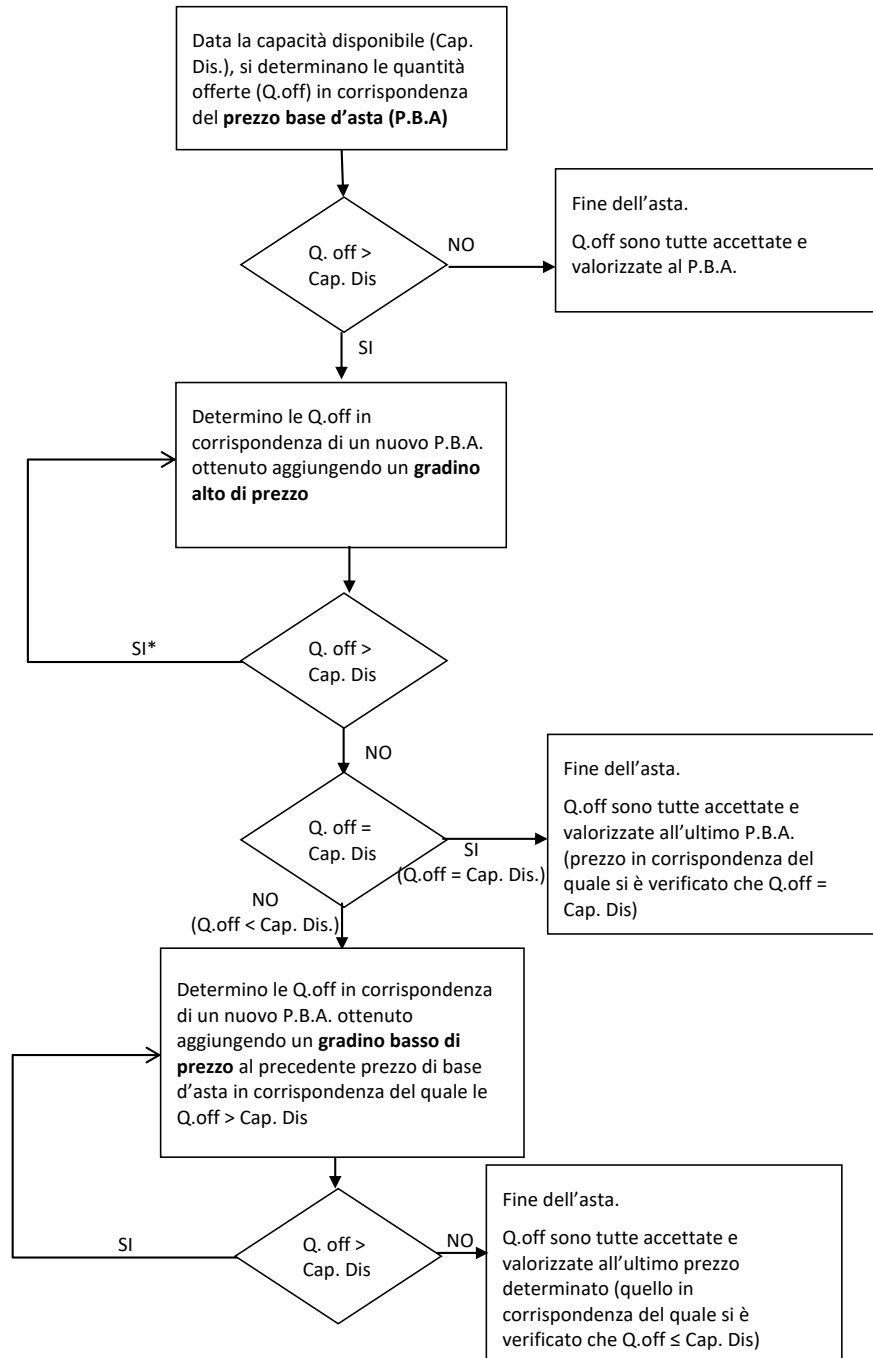 Data la capacità disponibile (Cap.
Dis.), si determinano le quantità
offerte (Q.off) in corrispondenza
del prezzo base d'asta (P.B.A)
Q. off >
Cap. Dis
NO
Fine dell'asta.
Q.off sono tutte accettate e
valorizzate al P.B.A.
SI
Determino le Q.off in
corrispondenza di un nuovo P.B.A.
ottenuto aggiungendo un gradino
alto di prezzo
Q. off >
Cap. Dis
SI*
NO
Q. off =
Cap. Dis
SI
(Q.off = Cap. Dis.)
Fine dell'asta.
Q.off sono tutte accettate e
valorizzate all'ultimo P.B.A.
(prezzo in corrispondenza del
quale si è verificato che Q.off =
Cap. Dis)
NO
(Q.off < Cap. Dis.)
Determino le Q.off in corrispondenza
di un nuovo P.B.A. ottenuto
aggiungendo un gradino basso di
prezzo al precedente prezzo di base
d'asta in corrispondenza del quale le
Q.off > Cap. Dis
Q. off >
Cap. Dis
SI
NO
Fine dell'asta.
Q.off sono tutte accettate e
valorizzate all'ultimo prezzo
determinato (quello in
corrispondenza del quale si è
verificato che Q.off ≤ Cap. Dis)